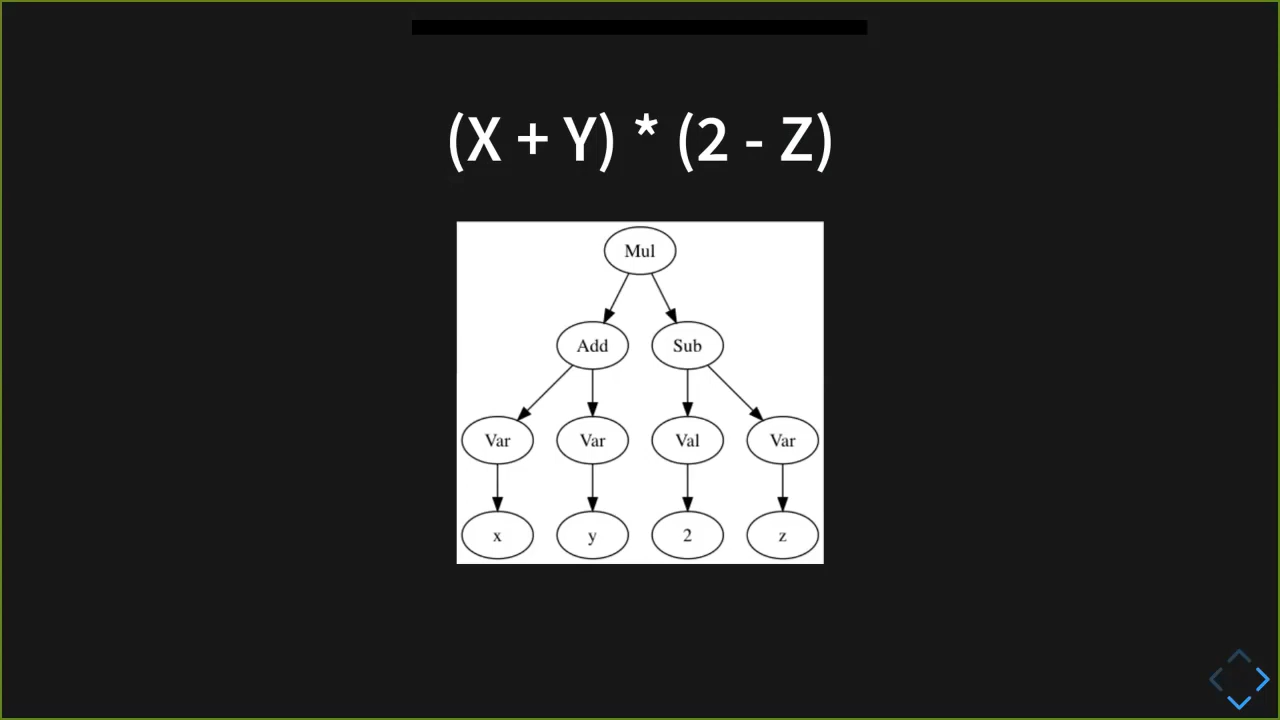 (X + Y) * (2 - Z)
Mul
Add Sub
Var Var Val Var
x y 2 z